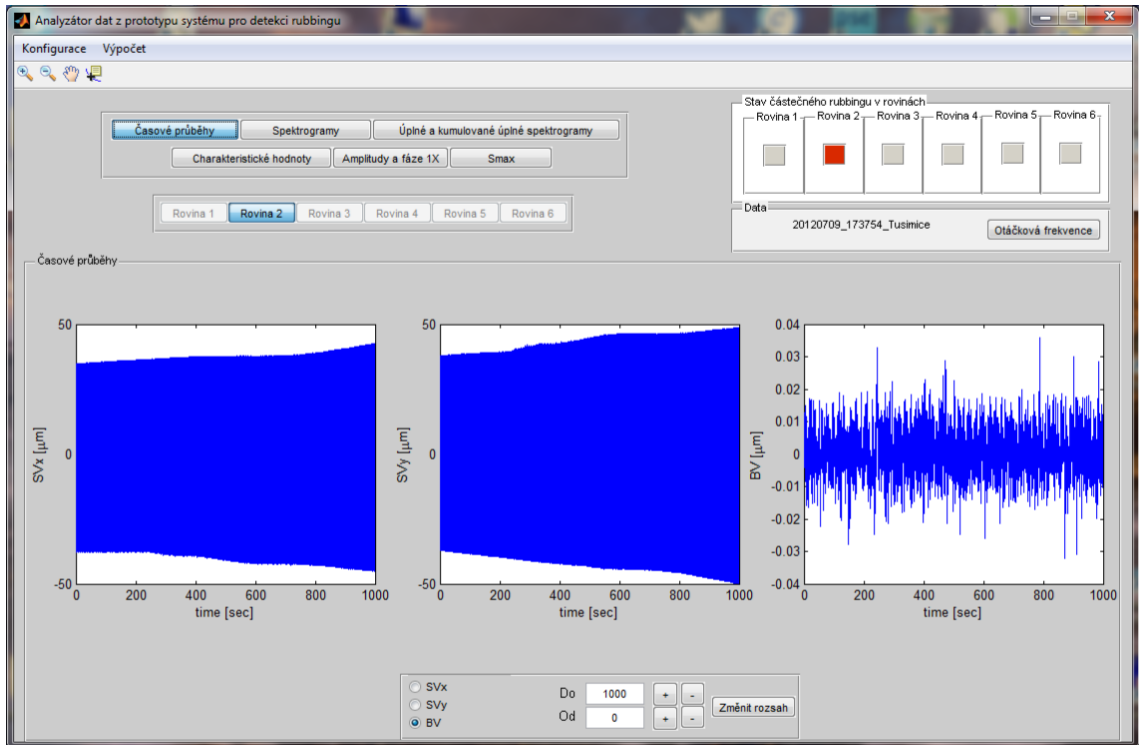 Analyzátor dat z prototypu systému pro detekci rubbingu
Konfigurace Výpočet
Časové průběhy Spektrogramy Úplné a kumulované úplné spektrogramy
Charakteristické hodnoty Amplitudy a fáze 1X Smax
Rovina 1 Rovina 2 Rovina 3 Rovina 4 Rovina 5 Rovina 6
Stav částečného rubbingu v rovinách
Rovina 1 Rovina 2 Rovina 3 Rovina 4 Rovina 5 Rovina 6
Data
20120709_173754_Tusimice Otáčková frekvence
Časové průběhy
50
0
-50
SVx [μm]
0 200 400 600 800 1000
time [sec]
50
0
-50
SVy [μm]
0 200 400 600 800 1000
time [sec]
0.04
0.03
0.02
0.01
0
-0.01
-0.02
-0.03
-0.04
BV [μm]
0 200 400 600 800 1000
time [sec]
SVx
SVy
BV
Do 1000 + -
Od 0 + -
Změnit rozsah